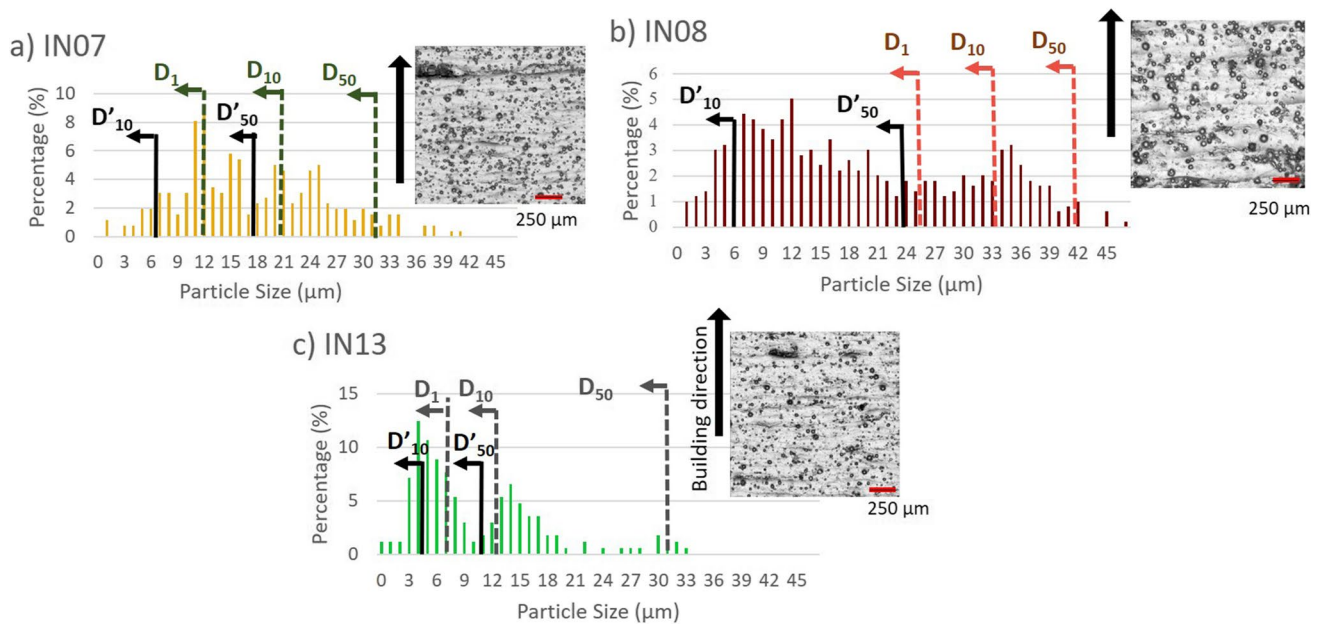 a) IN07
D1
D10
D50
D'10
D'50
Percentage (%)
10
8
6
4
2
0
0 3 6 9 12 15 18 21 24 27 30 33 36 39 42 45
Particle Size (µm)
250 µm
b) IN08
D1
D10
D50
D'10
D'50
Percentage (%)
6
5
4
3
2
1
0
0 3 6 9 12 15 18 21 24 27 30 33 36 39 42 45
Particle Size (µm)
250 µm
c) IN13
D1
D10
D50
D'10
D'50
Percentage (%)
15
10
5
0
0 3 6 9 12 15 18 21 24 27 30 33 36 39 42 45
Particle Size (µm)
Building direction
250 µm